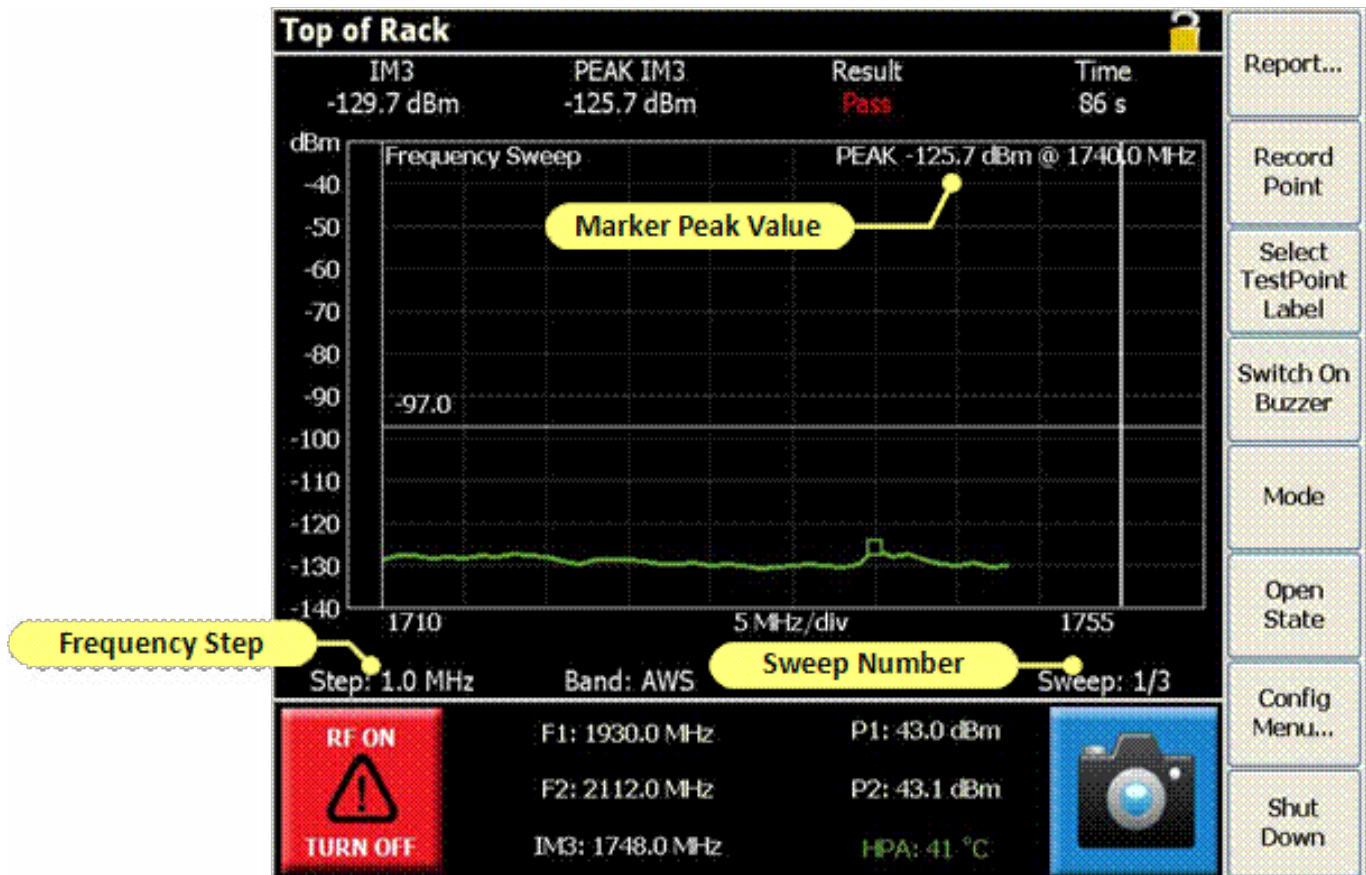 Top of Rack
IM3 PEAK IM3 Result Time
-129.7 dBm -125.7 dBm Pass 86 s
dBm
Frequency Sweep PEAK -125.7 dBm @ 1740.0 MHz
Marker Peak Value
-40
-50
-60
-70
-80
-90
-97.0
-100
-110
-120
-130
-140
1710 5 MHz/div 1755
Frequency Step
Sweep Number
Step: 1.0 MHz Band: AWS Sweep: 1/3
RF ON
TURN OFF
F1: 1930.0 MHz P1: 43.0 dBm
F2: 2112.0 MHz P2: 43.1 dBm
IM3: 1748.0 MHz HPA: 41 °C
Report...
Record
Point
Select
TestPoint
Label
Switch On
Buzzer
Mode
Open
State
Config
Menu...
Shut
Down